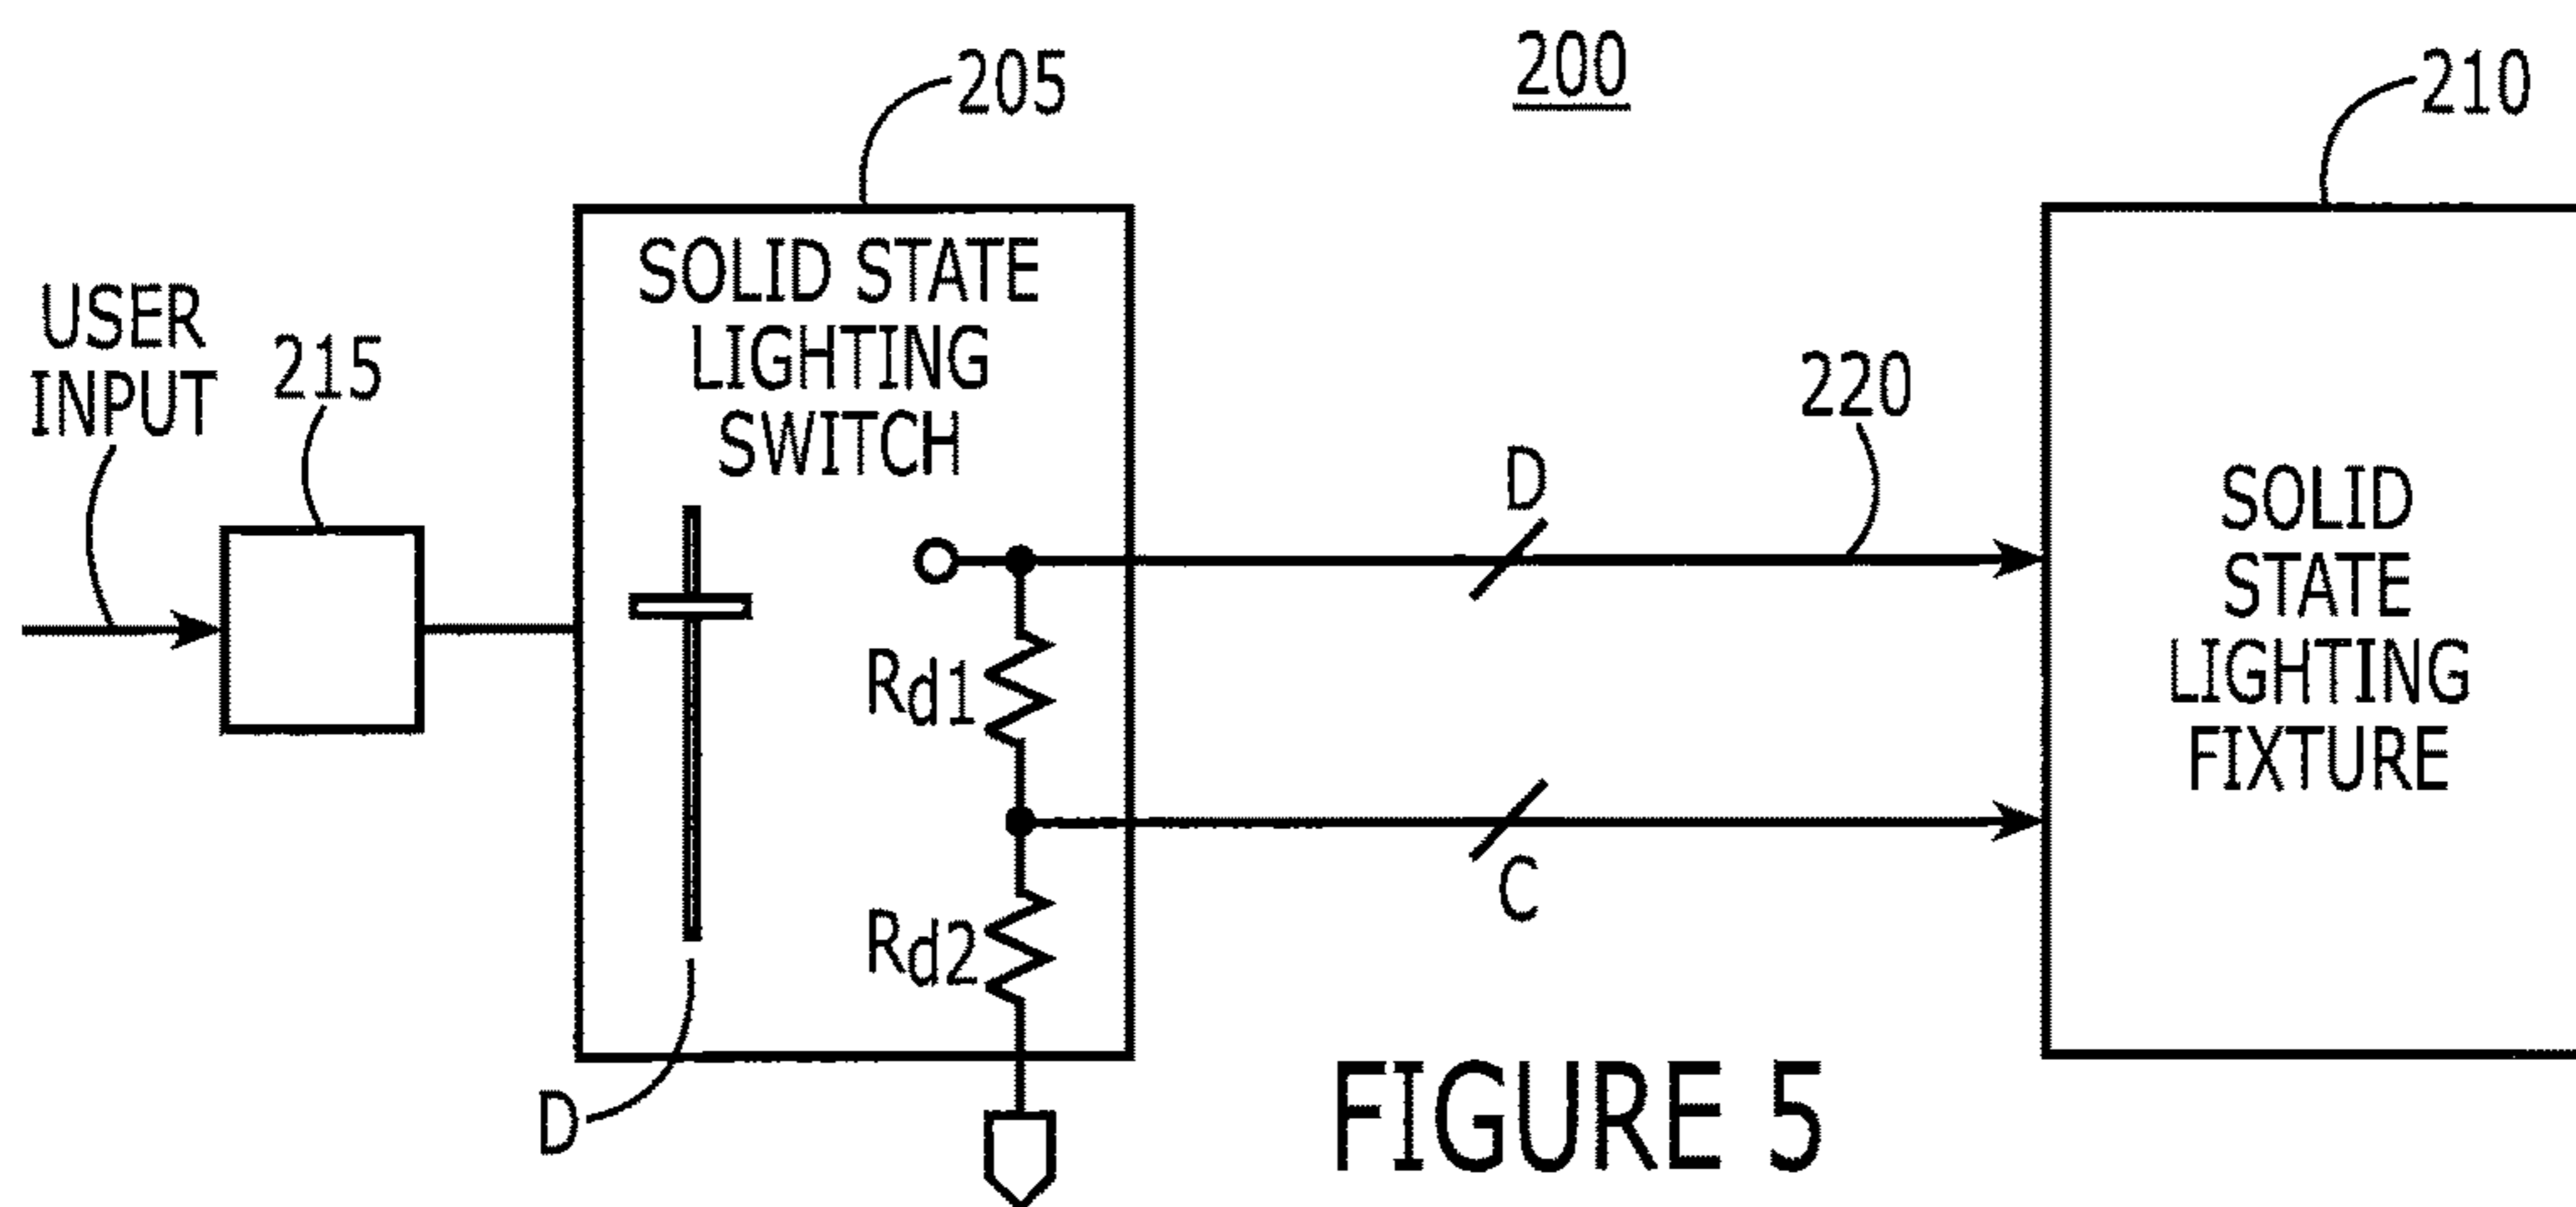 200
205
210
USER
INPUT
215
SOLID STATE
LIGHTING
SWITCH
220
D
Rd1
C
Rd2
D
SOLID
STATE
LIGHTING
FIXTURE
FIGURE 5